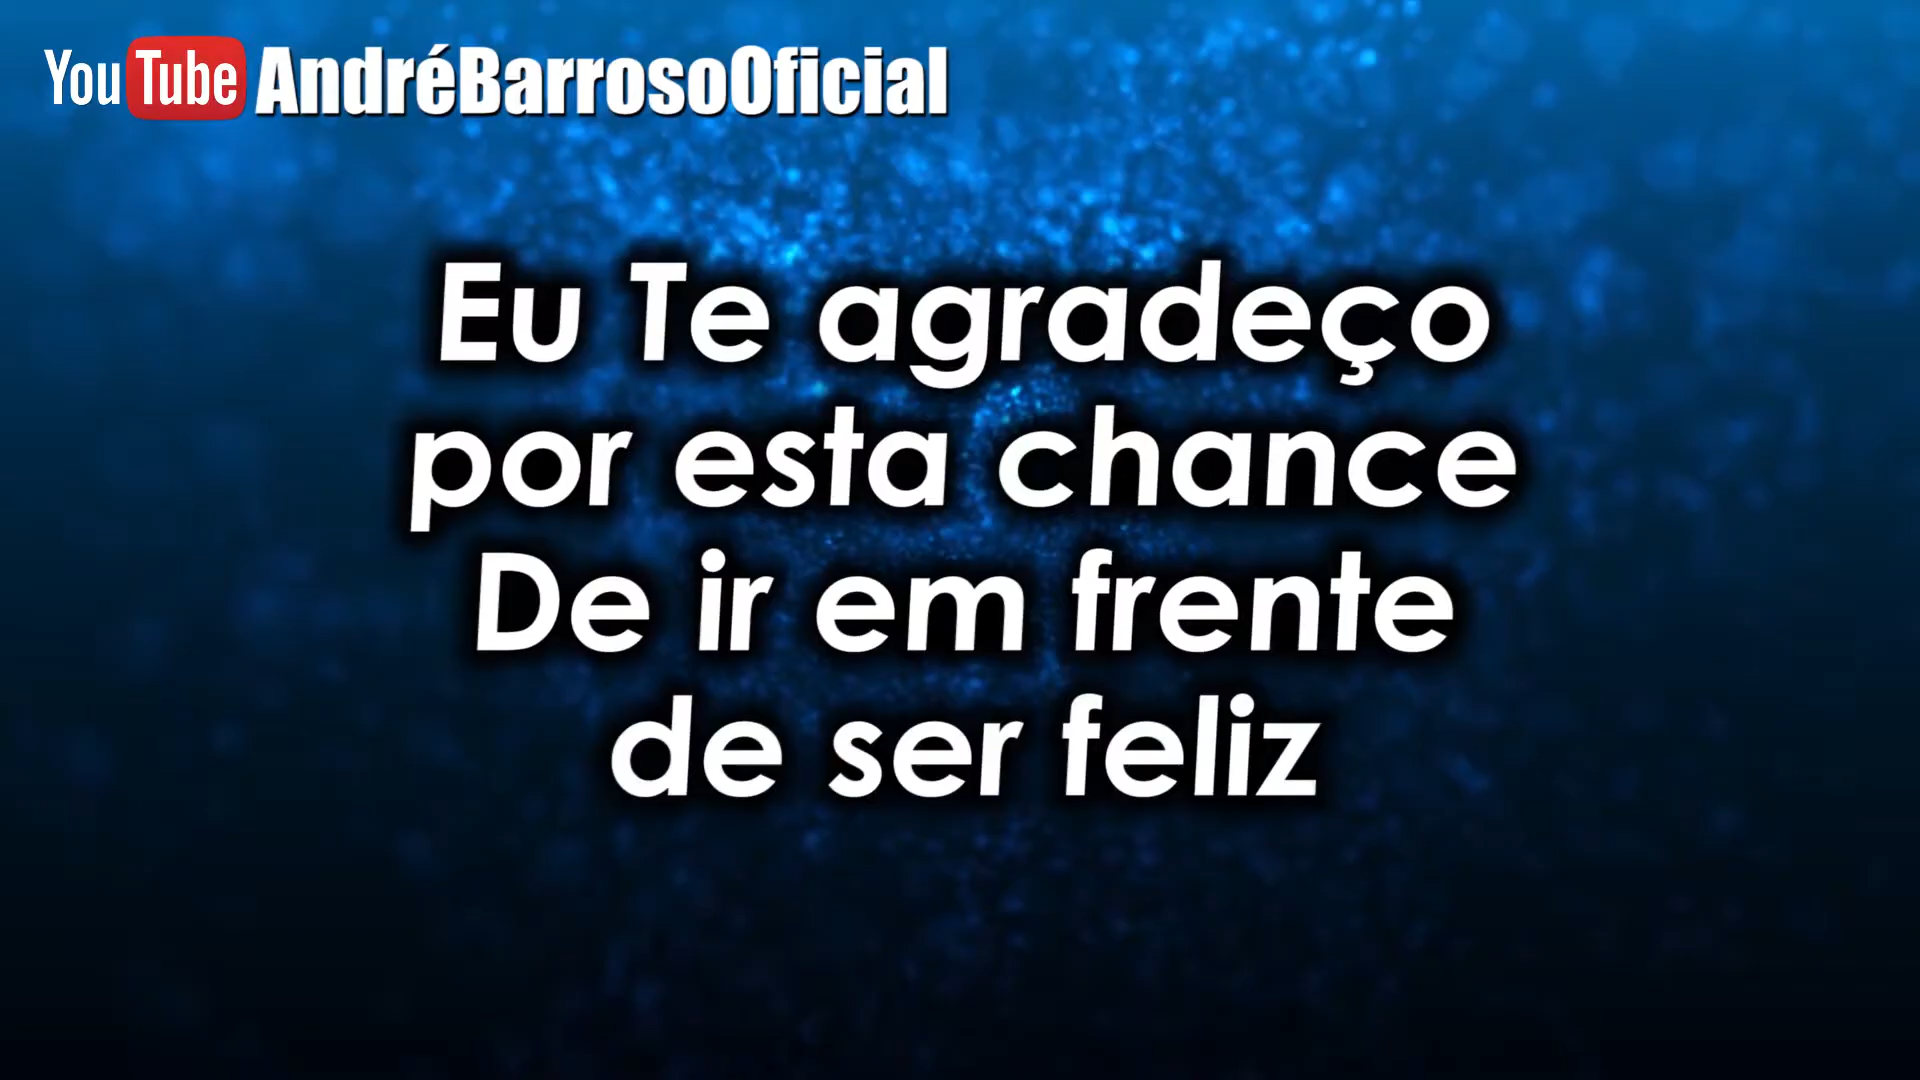 YouTube AndréBarrosoOficial
Eu Te agradeço
por esta chance
De ir em frente
de ser feliz